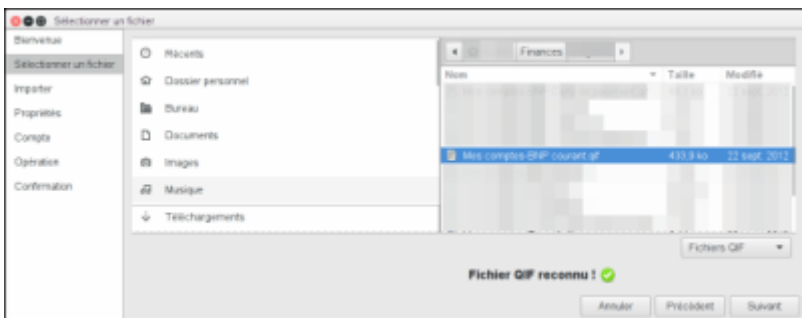 Sélectionner un fichier
Bienvenue
Sélectionner un fichier
Importer
Propriétés
Compte
Opération
Confirmation
Récents
Dossier personnel
Bureau
Documents
Images
Musique
Téléchargements
Finances
Nom Taille Modifié
Mes comptes-BNP courant.qif 433,9 ko 22 sept. 2012
Fichiers QIF
Fichier QIF reconnu !
Annuler Précédent Suivant